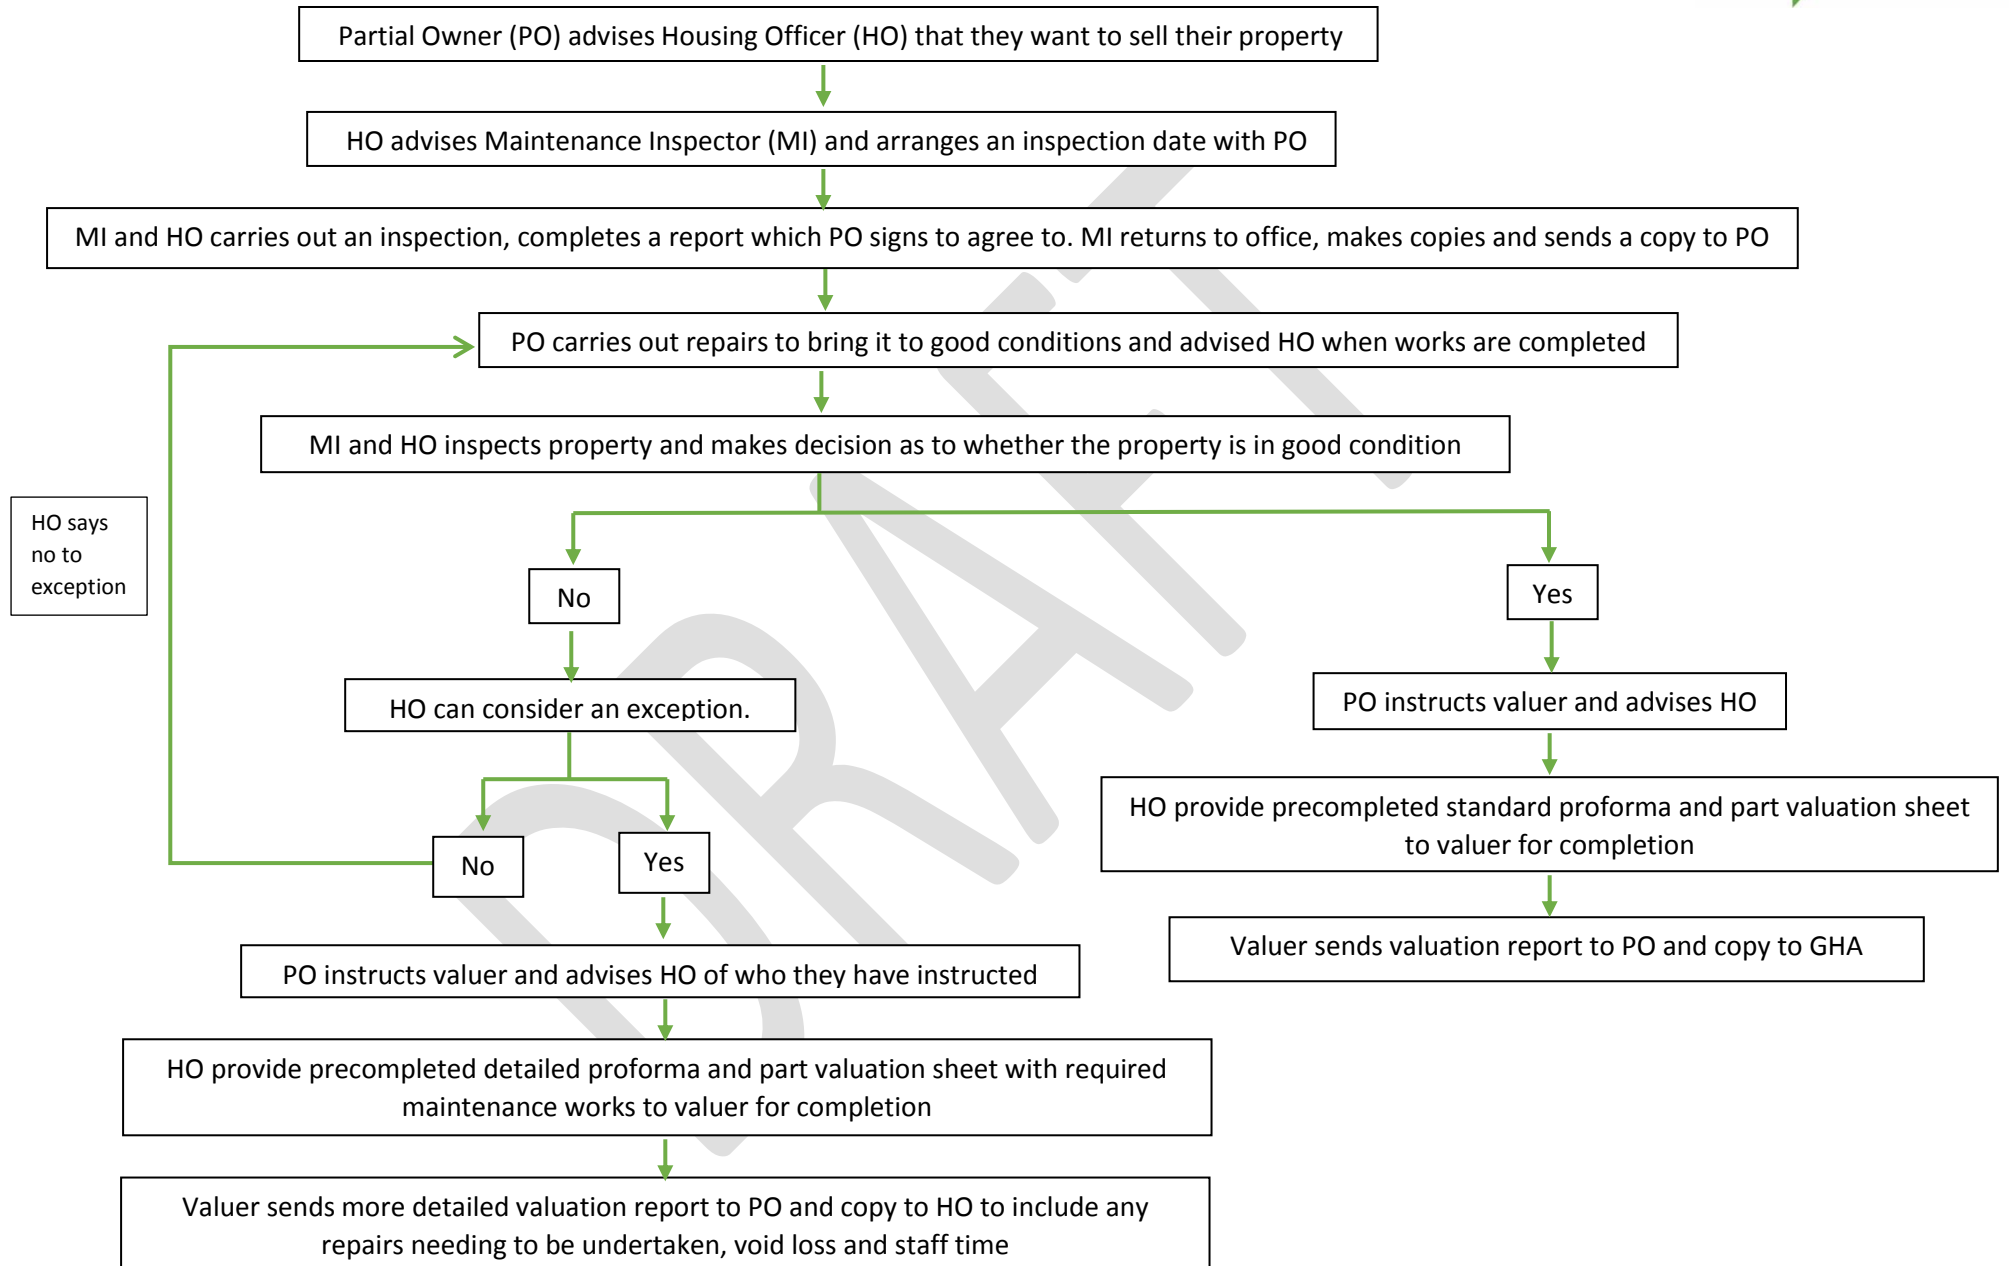 Partial Owner (PO) advises Housing Officer (HO) that they want to sell their property
HO advises Maintenance Inspector (MI) and arranges an inspection date with PO
MI and HO carries out an inspection, completes a report which PO signs to agree to. MI returns to office, makes copies and sends a copy to PO
PO carries out repairs to bring it to good conditions and advised HO when works are completed
MI and HO inspects property and makes decision as to whether the property is in good condition
HO says
no to
exception
No
Yes
HO can consider an exception.
PO instructs valuer and advises HO
No
Yes
HO provide precompleted standard proforma and part valuation sheet
to valuer for completion
PO instructs valuer and advises HO of who they have instructed
Valuer sends valuation report to PO and copy to GHA
HO provide precompleted detailed proforma and part valuation sheet with required
maintenance works to valuer for completion
Valuer sends more detailed valuation report to PO and copy to HO to include any
repairs needing to be undertaken, void loss and staff time
DRAFT